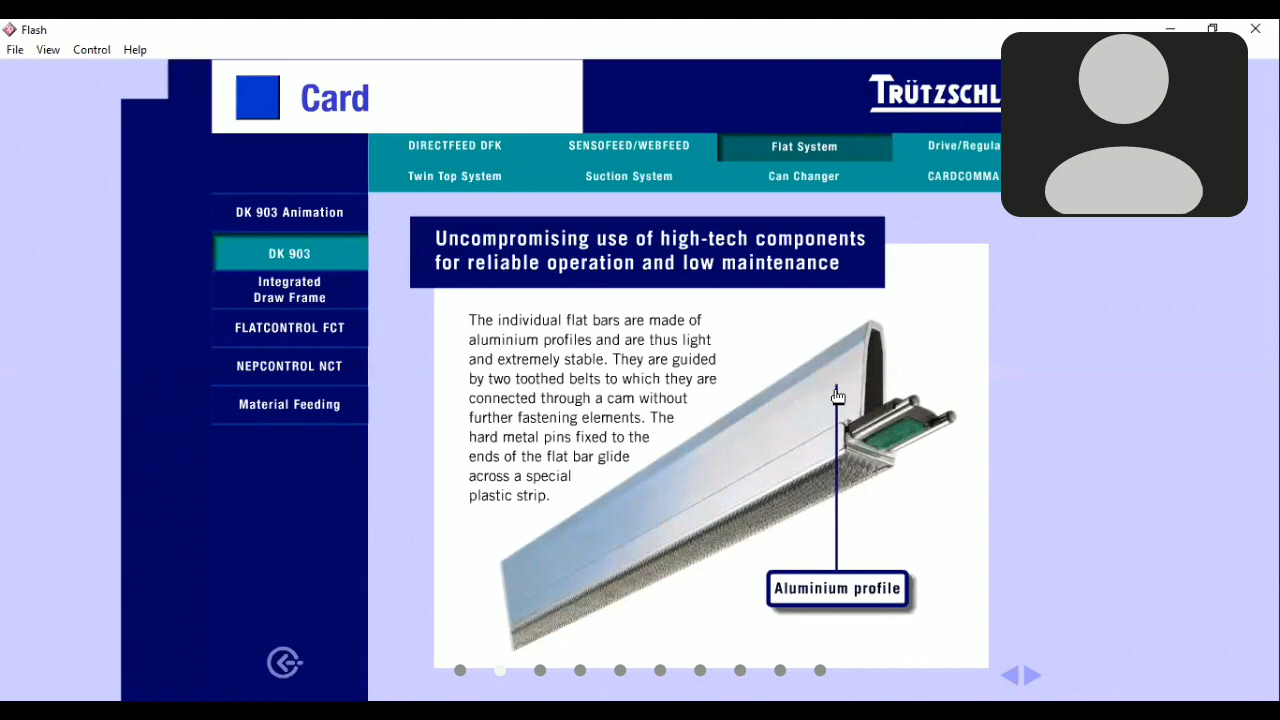 Flash
File View Control Help
Card
TRÜTZSCHL
DIRECTFEED DFK SENSOFEED/WEBFEED Flat System Drive/Regula
Twin Top System Suction System Can Changer CARDCOMMA
DK 903 Animation
DK 903
Integrated
Draw Frame
FLATCONTROL FCT
NEPCONTROL NCT
Material Feeding
Uncompromising use of high-tech components
for reliable operation and low maintenance
The individual flat bars are made of
aluminium profiles and are thus light
and extremely stable. They are guided
by two toothed belts to which they are
connected through a cam without
further fastening elements. The
hard metal pins fixed to the
ends of the flat bar glide
across a special
plastic strip.
Aluminium profile